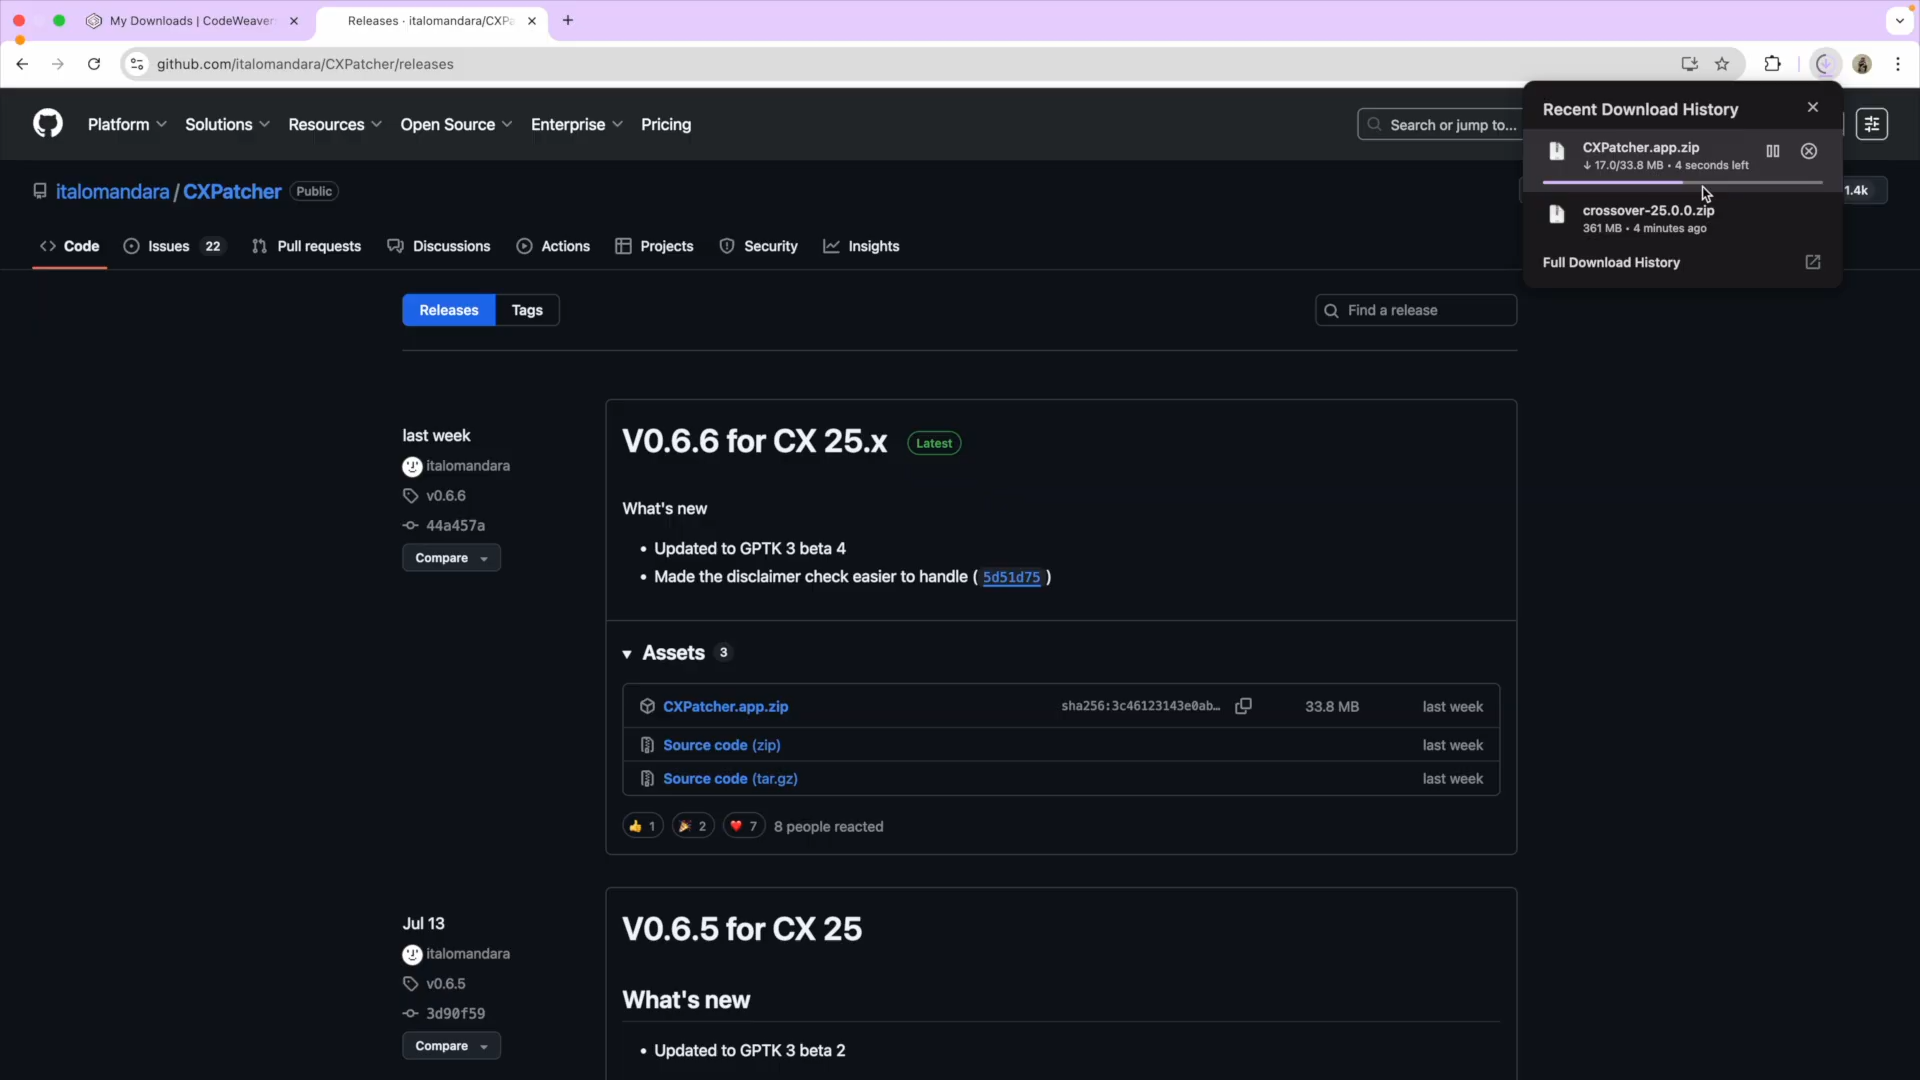 My Downloads | CodeWeaver
Releases · italomandara/CXPa
github.com/italomandara/CXPatcher/releases
Platform
Solutions
Resources
Open Source
Enterprise
Pricing
Search or jump to...
Recent Download History
CXPatcher.app.zip
↓ 17.0/33.8 MB • 4 seconds left
crossover-25.0.0.zip
361 MB • 4 minutes ago
Full Download History
italomandara / CXPatcher Public
1.4k
Code
Issues 22
Pull requests
Discussions
Actions
Projects
Security
Insights
Releases
Tags
Find a release
last week
italomandara
v0.6.6
44a457a
Compare
V0.6.6 for CX 25.x Latest
What's new
• Updated to GPTK 3 beta 4
• Made the disclaimer check easier to handle ( 5d51d75 )
Assets 3
CXPatcher.app.zip sha256:3c46123143e0ab… 33.8 MB last week
Source code (zip) last week
Source code (tar.gz) last week
👍 1 🎉 2 ❤️ 7 8 people reacted
Jul 13
italomandara
v0.6.5
3d90f59
Compare
V0.6.5 for CX 25
What's new
• Updated to GPTK 3 beta 2